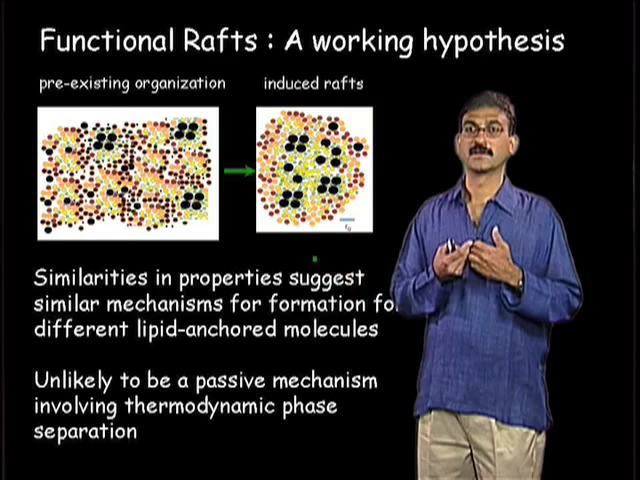 Functional Rafts : A working hypothesis
pre-existing organization
induced rafts
Similarities in properties suggest
similar mechanisms for formation for
different lipid-anchored molecules
Unlikely to be a passive mechanism
involving thermodynamic phase
separation